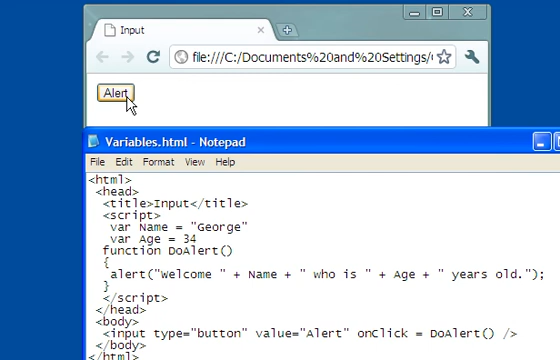 Input
file:///C:/Documents%20and%20Settings/
Alert
Variables.html - Notepad
File Edit Format View Help
<html>
<head>
<title>Input</title>
<script>
var Name = "George"
var Age = 34
function DoAlert()
{
alert("Welcome " + Name + " who is " + Age + " years old.");
}
</script>
</head>
<body>
<input type="button" value="Alert" onClick = DoAlert() />
</body>
</html>